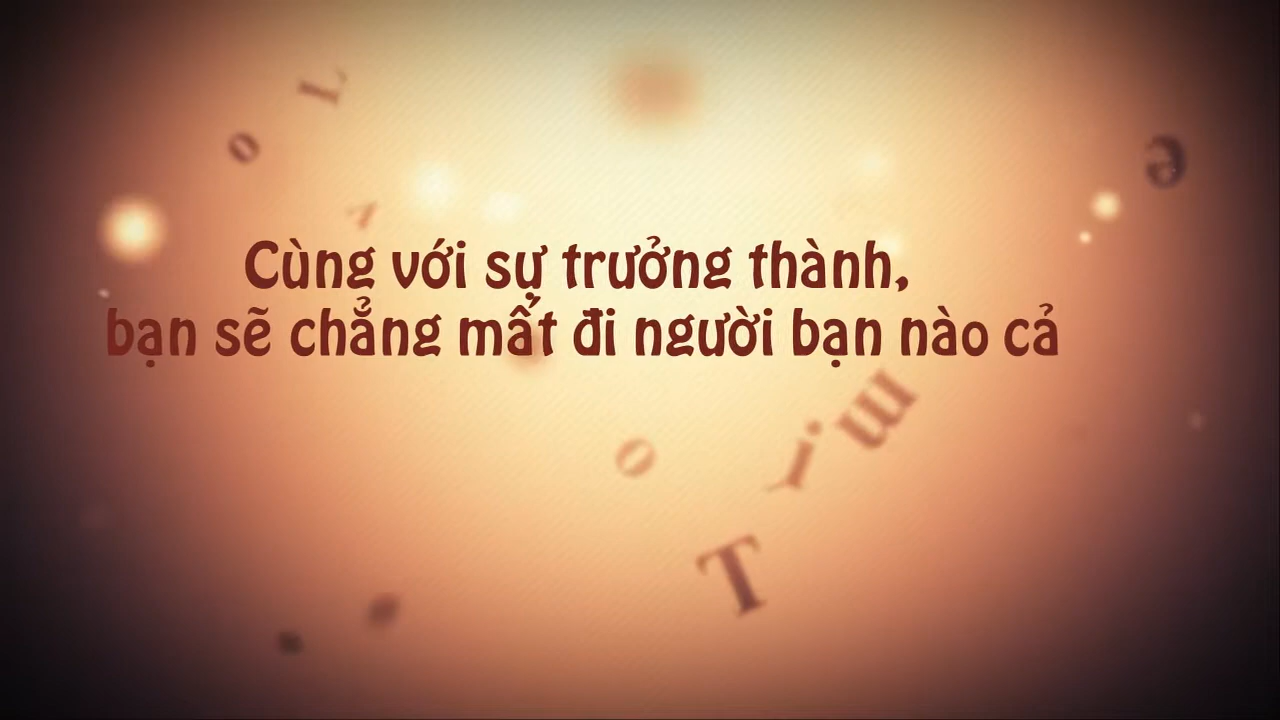 Cùng với sự trưởng thành,
bạn sẽ chẳng mất đi người bạn nào cả